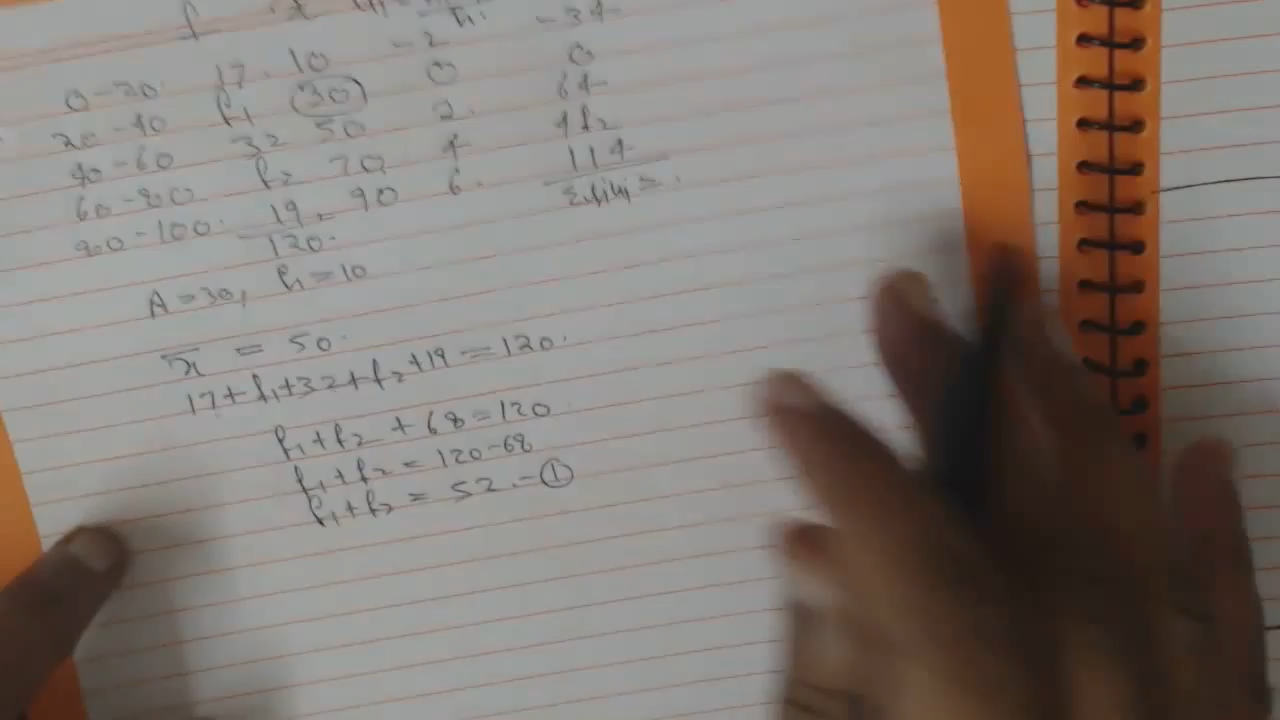 f x
0-20 17 10 -2 -34
20-40 f1 30 0 0
40-60 32 50 2 64
60-80 f2 70 4 4f2
80-100 19 90 6 114
120 Σfiui =
A=30, h=10
x̄ = 50
17+f1+32+f2+19=120
f1+f2+68=120
f1+f2=120-68
f1+f2=52-①